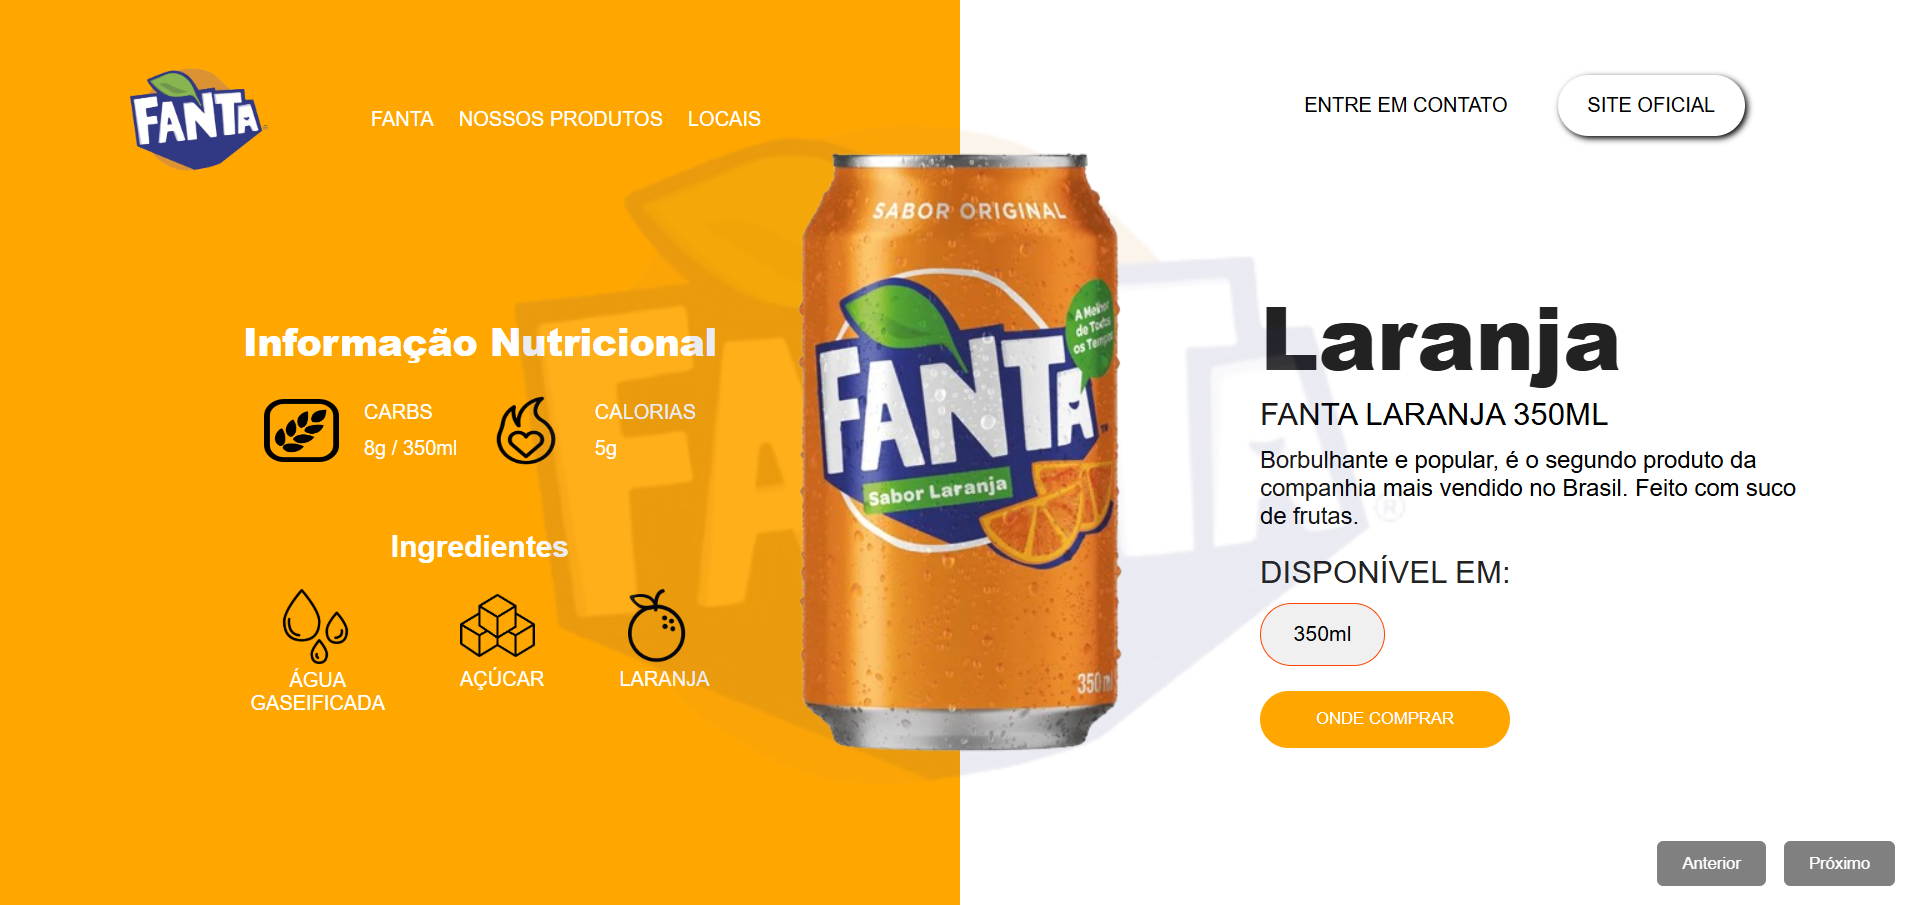 FANTA
FANTA NOSSOS PRODUTOS LOCAIS
ENTRE EM CONTATO
SITE OFICIAL
Informação Nutricional
CARBS
8g / 350ml
CALORIAS
5g
Ingredientes
ÁGUA
GASEIFICADA
AÇÚCAR
LARANJA
SABOR ORIGINAL
A Melhor
de Todos
os Tempos
FANTA
TM
Sabor Laranja
350ml
FANTA
®
Laranja
FANTA LARANJA 350ML
Borbulhante e popular, é o segundo produto da
companhia mais vendido no Brasil. Feito com suco
de frutas.
DISPONÍVEL EM:
350ml
ONDE COMPRAR
Anterior
Próximo